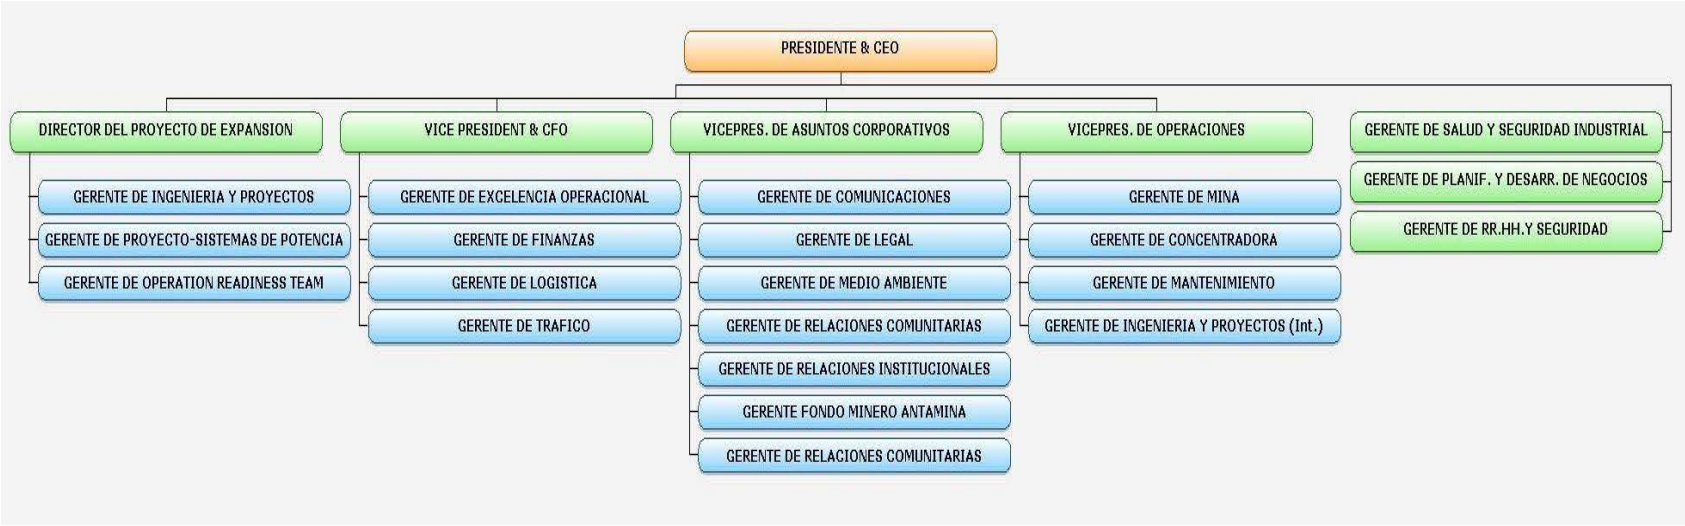 PRESIDENTE & CEO
DIRECTOR DEL PROYECTO DE EXPANSION
GERENTE DE INGENIERIA Y PROYECTOS
GERENTE DE PROYECTO-SISTEMAS DE POTENCIA
GERENTE DE OPERATION READINESS TEAM
VICE PRESIDENT & CFO
GERENTE DE EXCELENCIA OPERACIONAL
GERENTE DE FINANZAS
GERENTE DE LOGISTICA
GERENTE DE TRAFICO
VICEPRES. DE ASUNTOS CORPORATIVOS
GERENTE DE COMUNICACIONES
GERENTE DE LEGAL
GERENTE DE MEDIO AMBIENTE
GERENTE DE RELACIONES COMUNITARIAS
GERENTE DE RELACIONES INSTITUCIONALES
GERENTE FONDO MINERO ANTAMINA
GERENTE DE RELACIONES COMUNITARIAS
VICEPRES. DE OPERACIONES
GERENTE DE MINA
GERENTE DE CONCENTRADORA
GERENTE DE MANTENIMIENTO
GERENTE DE INGENIERIA Y PROYECTOS (Int.)
GERENTE DE SALUD Y SEGURIDAD INDUSTRIAL
GERENTE DE PLANIF. Y DESARR. DE NEGOCIOS
GERENTE DE RR.HH.Y SEGURIDAD